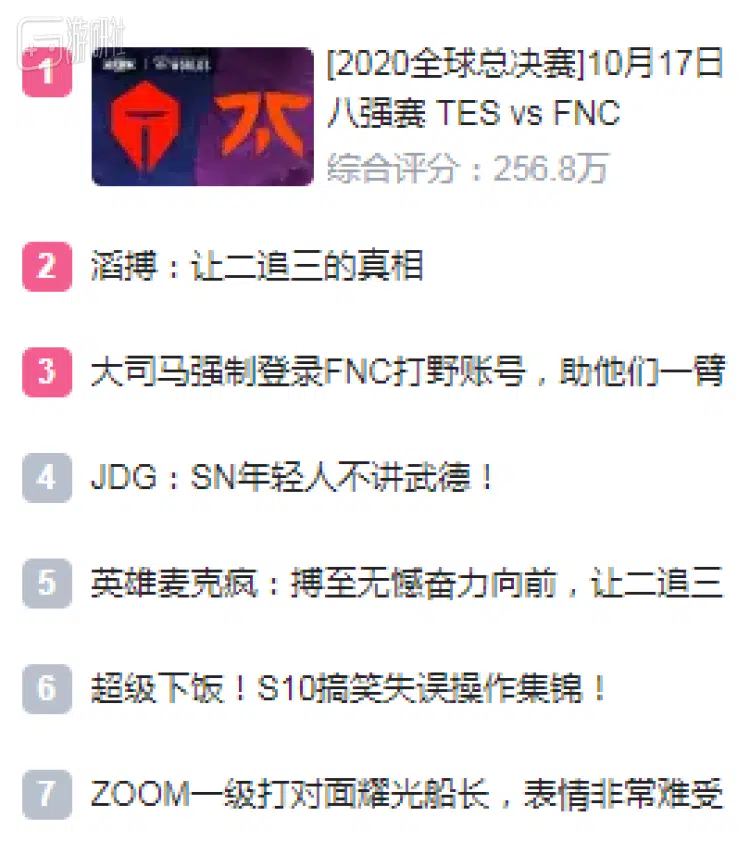 游研社
1
[2020全球总决赛]10月17日
八强赛 TES vs FNC
综合评分：256.8万
2 滔搏：让二追三的真相
3 大司马强制登录FNC打野账号，助他们一臂
4 JDG：SN年轻人不讲武德！
5 英雄麦克疯：搏至无憾奋力向前，让二追三
6 超级下饭！S10搞笑失误操作集锦！
7 ZOOM一级打对面耀光船长，表情非常难受